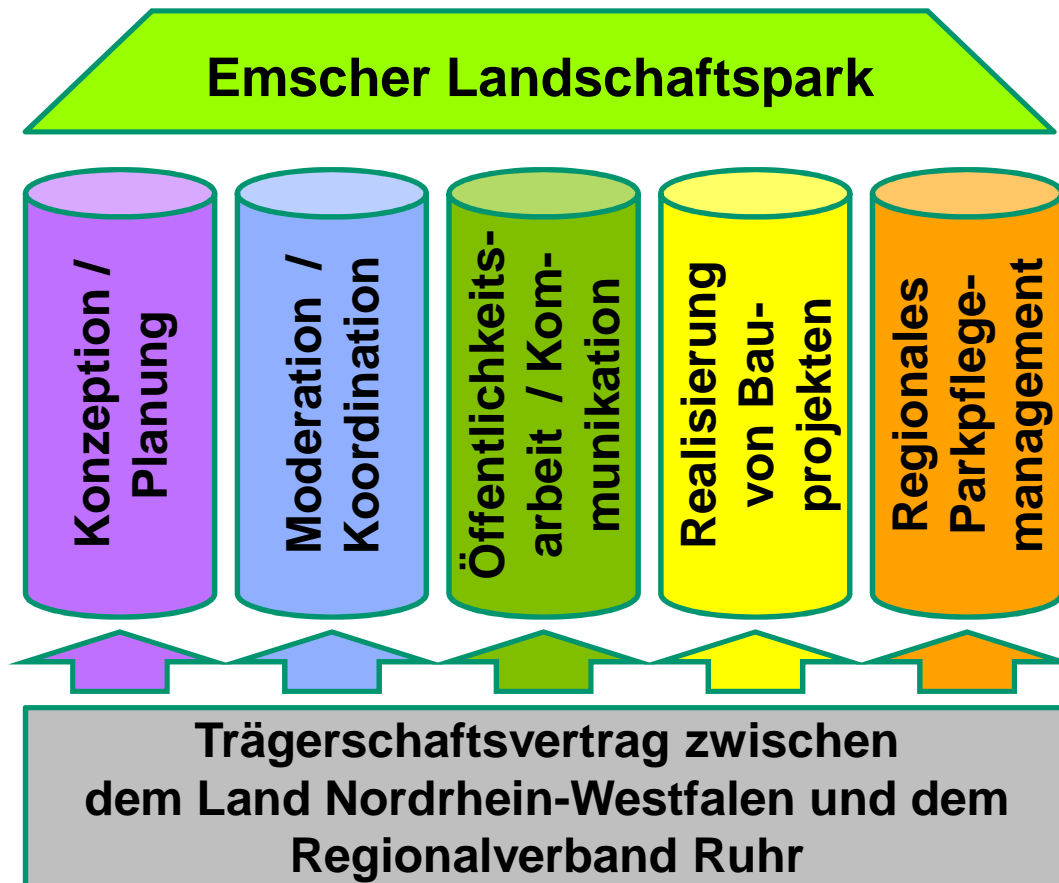 Emscher Landschaftspark
Konzeption /
Planung
Moderation /
Koordination
Öffentlichkeits-
arbeit / Kom-
munikation
Realisierung
von Bau-
projekten
Regionales
Parkpflege-
management
Trägerschaftsvertrag zwischen
dem Land Nordrhein-Westfalen und dem
Regionalverband Ruhr